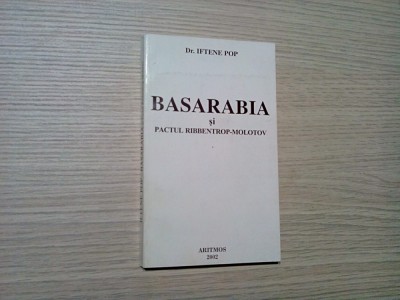 Dr. IFTENE POP
BASARABIA
și
PACTUL RIBBENTROP-MOLOTOV
ARITMOS
2002